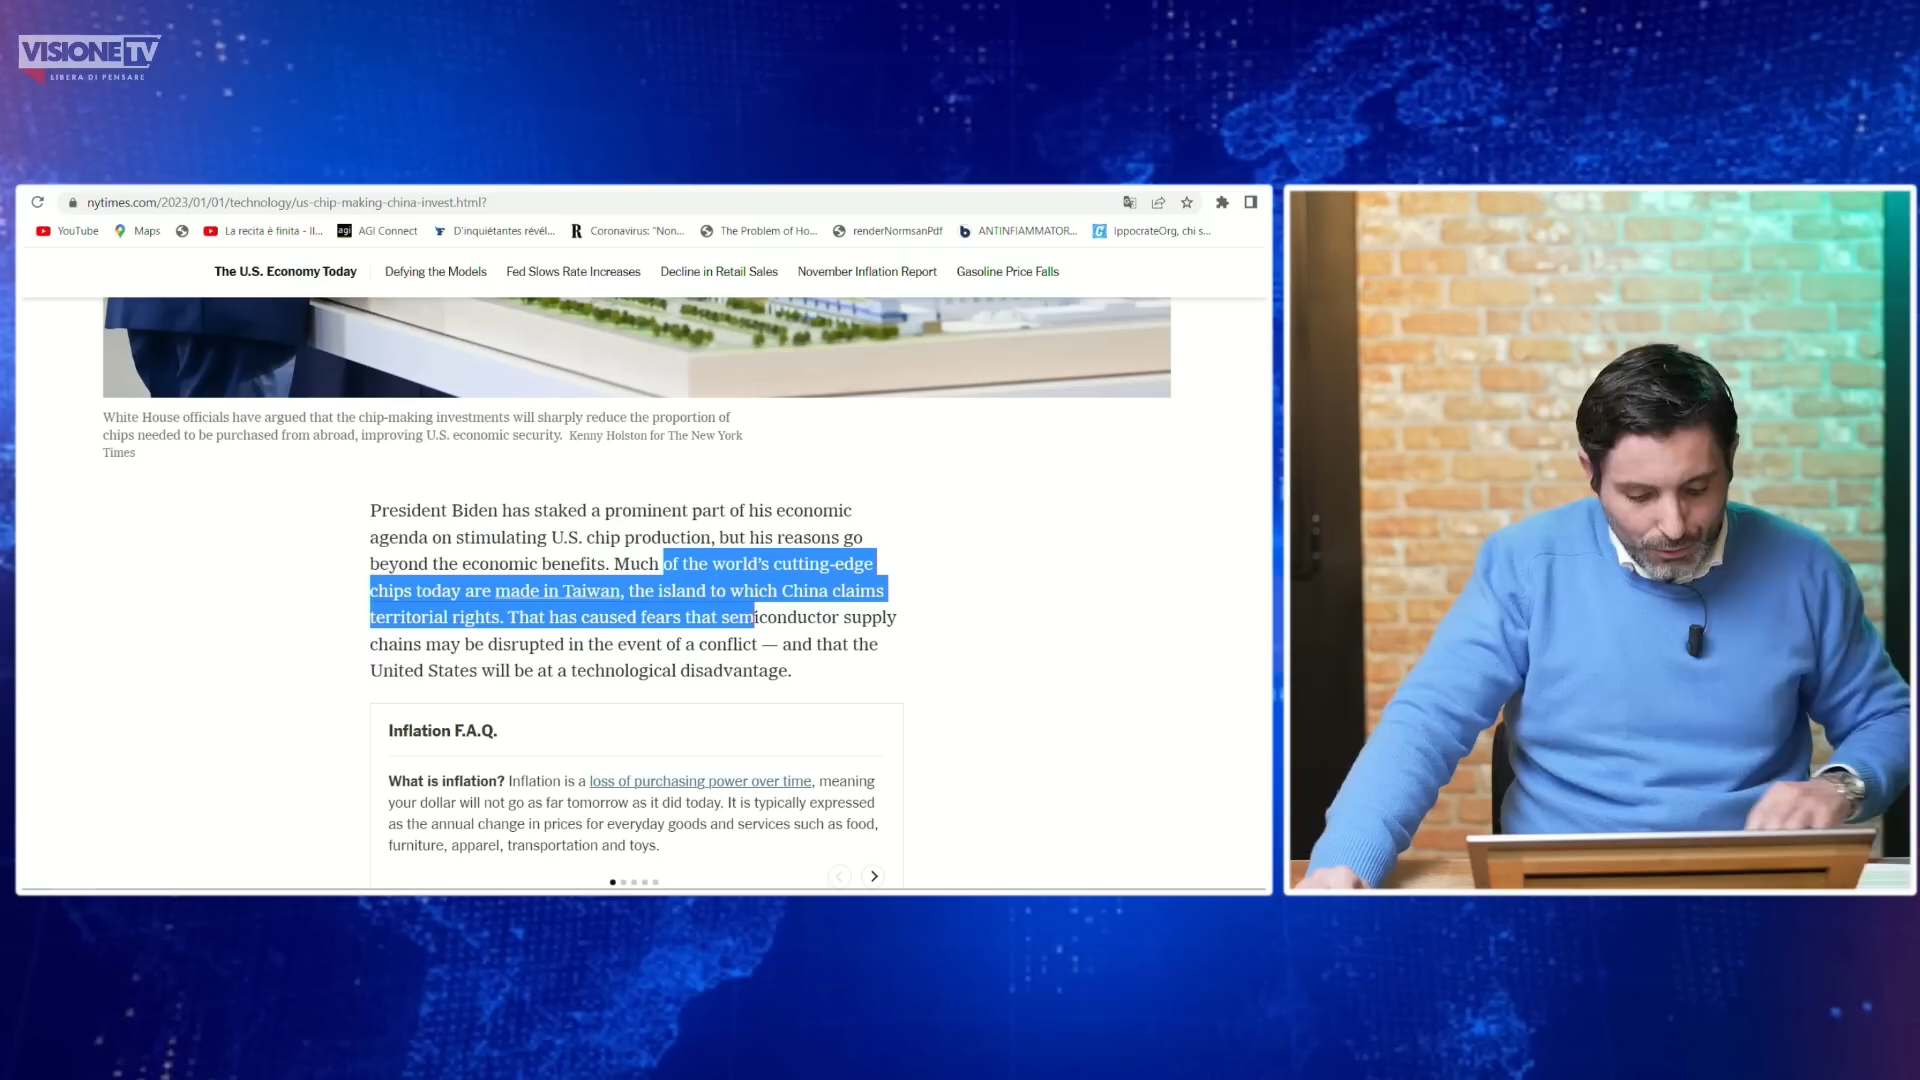 VISIONE TV
LIBERA DI PENSARE
nytimes.com/2023/01/01/technology/us-chip-making-china-invest.html?
YouTube Maps La recita è finita - Il... agi AGI Connect D'inquiétantes révél... R Coronavirus: "Non... The Problem of Ho... renderNormsanPdf b ANTINFIAMMATOR... IppocrateOrg, chi s...
The U.S. Economy Today Defying the Models Fed Slows Rate Increases Decline in Retail Sales November Inflation Report Gasoline Price Falls
White House officials have argued that the chip-making investments will sharply reduce the proportion of
chips needed to be purchased from abroad, improving U.S. economic security. Kenny Holston for The New York
Times
President Biden has staked a prominent part of his economic
agenda on stimulating U.S. chip production, but his reasons go
beyond the economic benefits. Much of the world's cutting-edge
chips today are made in Taiwan, the island to which China claims
territorial rights. That has caused fears that semiconductor supply
chains may be disrupted in the event of a conflict — and that the
United States will be at a technological disadvantage.
Inflation F.A.Q.
What is inflation? Inflation is a loss of purchasing power over time, meaning
your dollar will not go as far tomorrow as it did today. It is typically expressed
as the annual change in prices for everyday goods and services such as food,
furniture, apparel, transportation and toys.